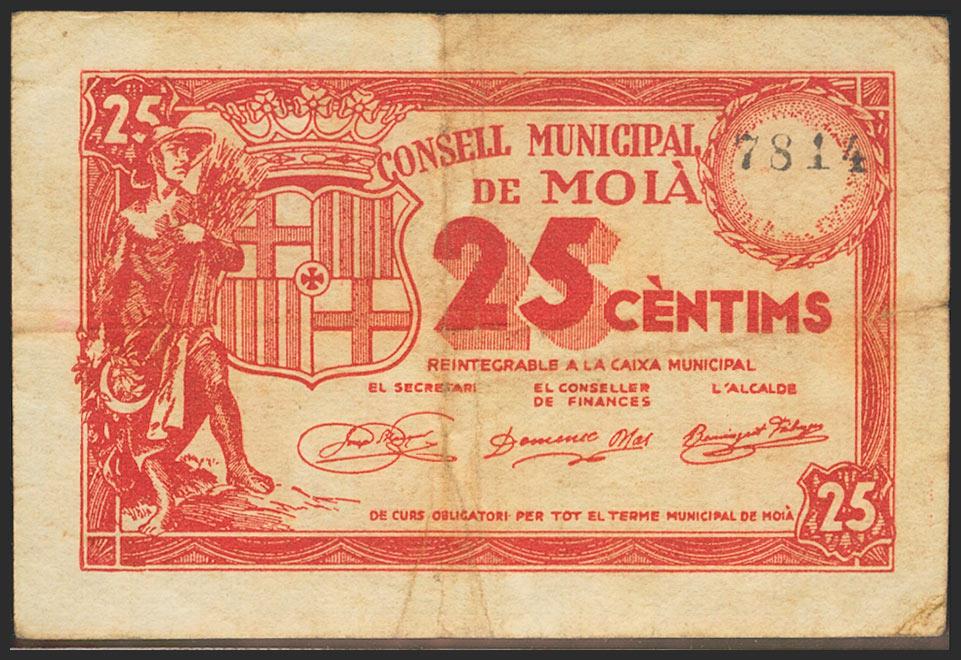 25
CONSELL MUNICIPAL
DE MOIÀ
7814
25 CÈNTIMS
REINTEGRABLE A LA CAIXA MUNICIPAL
EL SECRETARI EL CONSELLER DE FINANCES L'ALCALDE
Domenec Mas
DE CURS OBLIGATORI PER TOT EL TERME MUNICIPAL DE MOIÀ
25